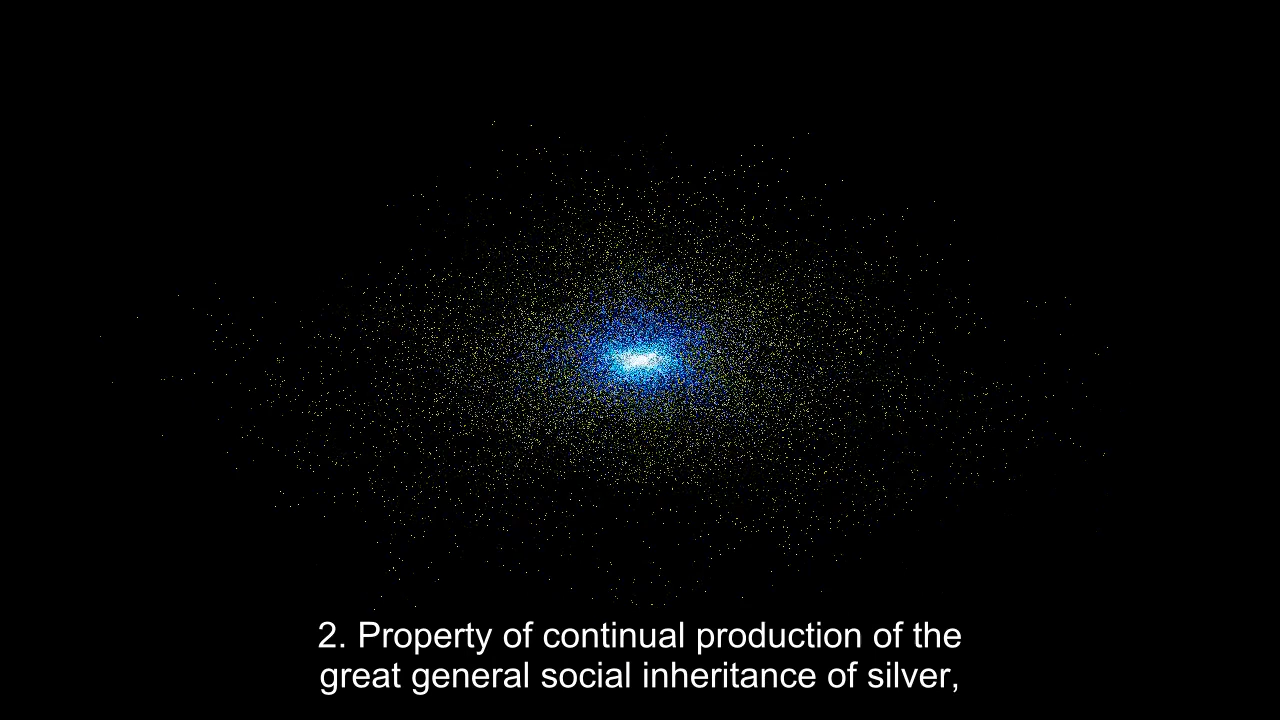 2. Property of continual production of the
great general social inheritance of silver,